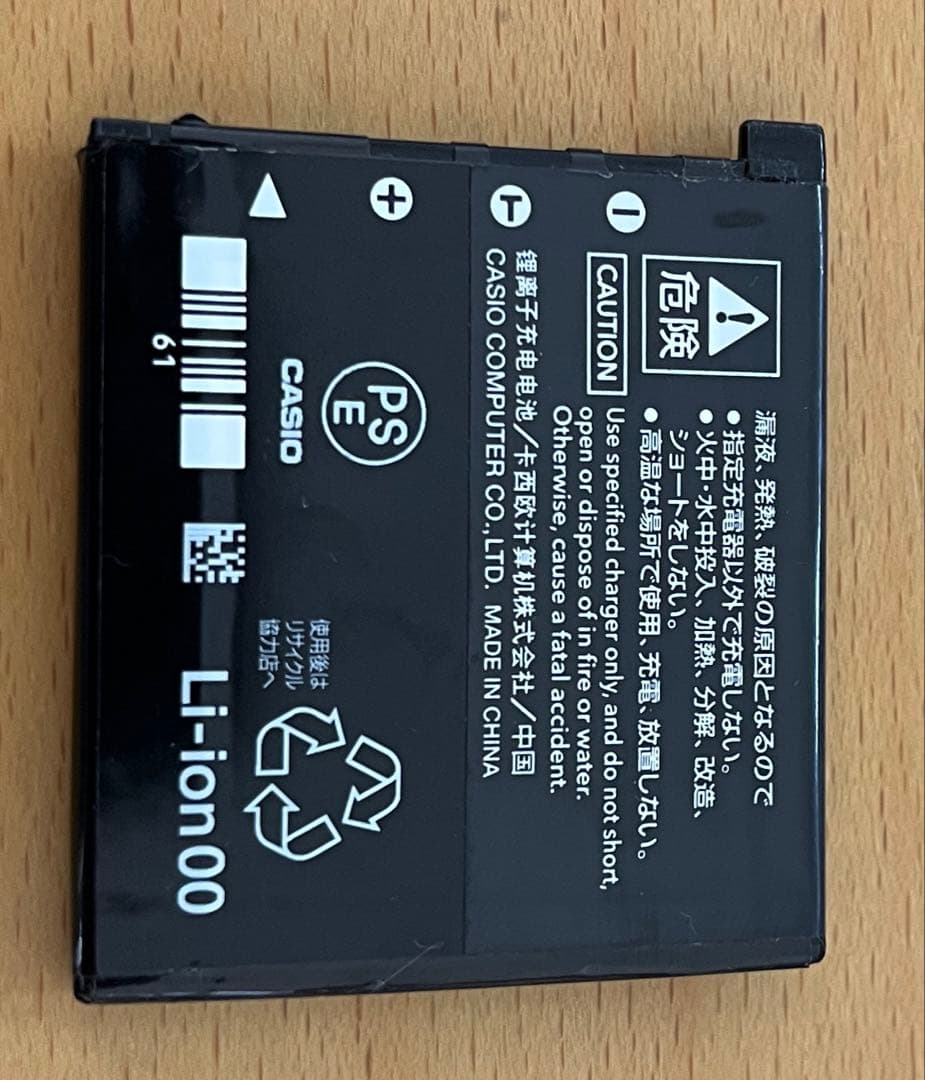 危険
漏液、発熱、破裂の原因となるので
●指定充電器以外で充電しない。
●火中・水中投入、加熱、分解、改造、
ショートをしない。
●高温な場所で使用、充電、放置しない。
CAUTION
Use specified charger only, and do not short,
open or dispose of in fire or water.
Otherwise, cause a fatal accident.
锂离子充电电池／卡西欧计算机株式会社／中国
CASIO COMPUTER CO., LTD. MADE IN CHINA
− T +
PS
E
CASIO
使用後は
リサイクル
協力店へ
61
Li-ion00